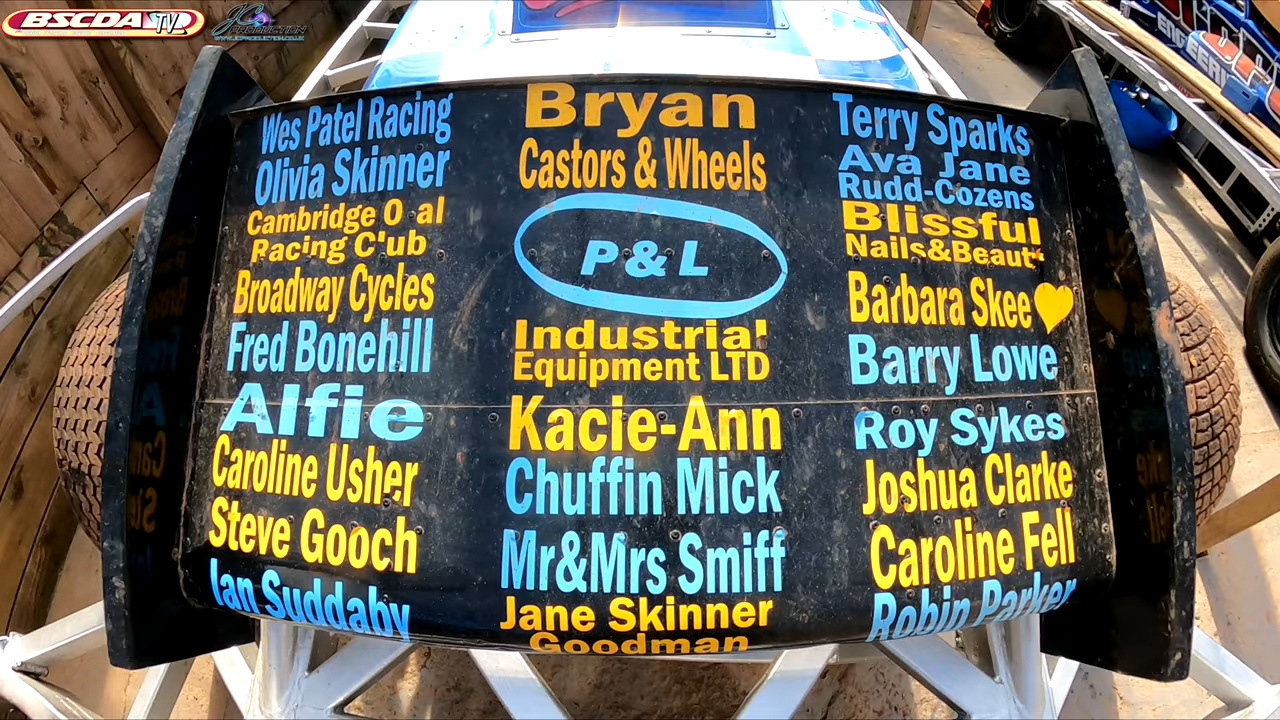 BSCDA TV
JC PRODUCTION
Wes Patel Racing
Olivia Skinner
Cambridge O al
Racing C'ub
Broadway Cycles
Fred Bonehill
Alfie
Caroline Usher
Steve Gooch
Ian Suddaby
Bryan
Castors & Wheels
P & L
Industrial
Equipment LTD
Kacie-Ann
Chuffin Mick
Mr&Mrs Smiff
Jane Skinner
Goodman
Terry Sparks
Ava Jane
Rudd-Cozens
Blissful
Nails&Beaut
Barbara Skee
Barry Lowe
Roy Sykes
Joshua Clarke
Caroline Fell
Robin Parker